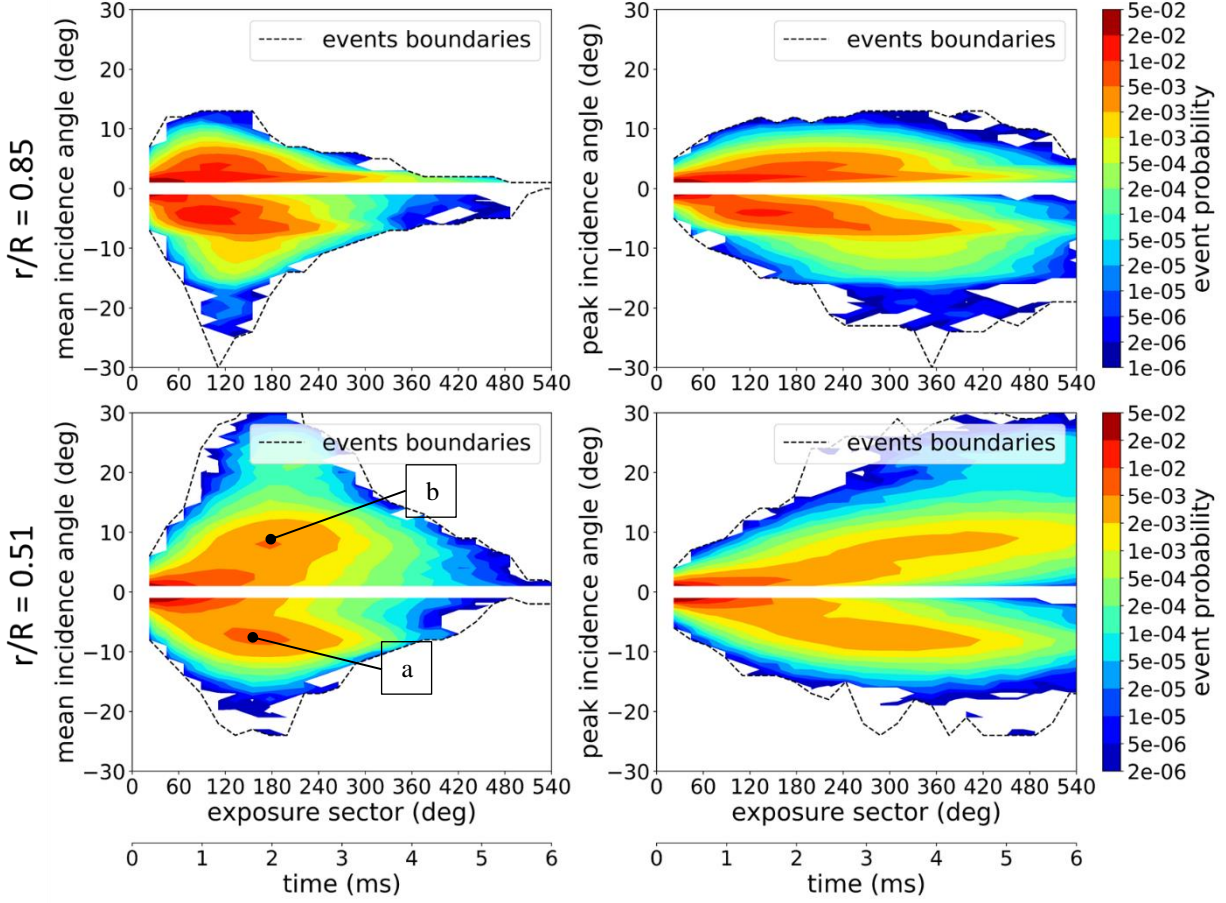 r/R = 0.85
mean incidence angle (deg)
30
20
10
0
−10
−20
−30
events boundaries
0 60 120 180 240 300 360 420 480 540
peak incidence angle (deg)
30
20
10
0
−10
−20
−30
events boundaries
0 60 120 180 240 300 360 420 480 540
5e-02
2e-02
1e-02
5e-03
2e-03
1e-03
5e-04
2e-04
1e-04
5e-05
2e-05
1e-05
5e-06
2e-06
1e-06
event probability
r/R = 0.51
mean incidence angle (deg)
30
20
10
0
−10
−20
−30
events boundaries
b
a
0 60 120 180 240 300 360 420 480 540
exposure sector (deg)
0 1 2 3 4 5 6
time (ms)
peak incidence angle (deg)
30
20
10
0
−10
−20
−30
events boundaries
0 60 120 180 240 300 360 420 480 540
exposure sector (deg)
0 1 2 3 4 5 6
time (ms)
5e-02
2e-02
1e-02
5e-03
2e-03
1e-03
5e-04
2e-04
1e-04
5e-05
2e-05
1e-05
5e-06
2e-06
event probability